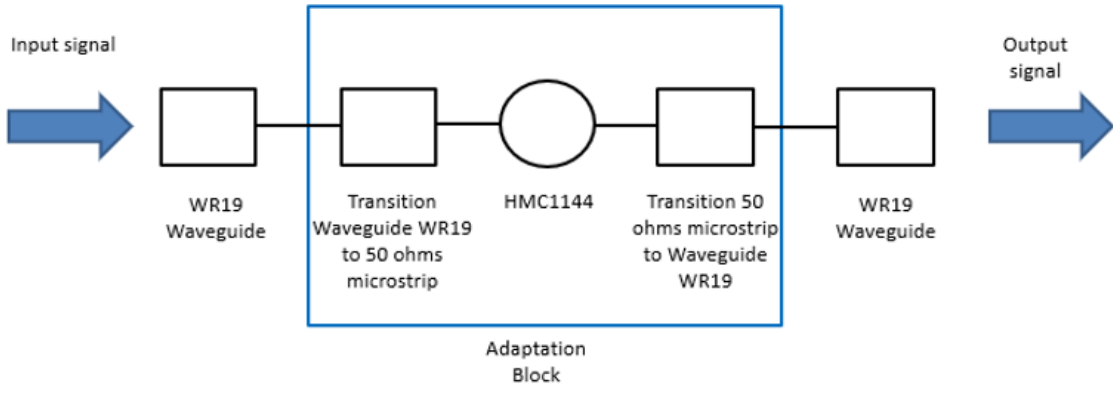 Input signal
Output
signal
WR19
Waveguide
Transition
Waveguide WR19
to 50 ohms
microstrip
HMC1144
Transition 50
ohms microstrip
to Waveguide
WR19
WR19
Waveguide
Adaptation
Block